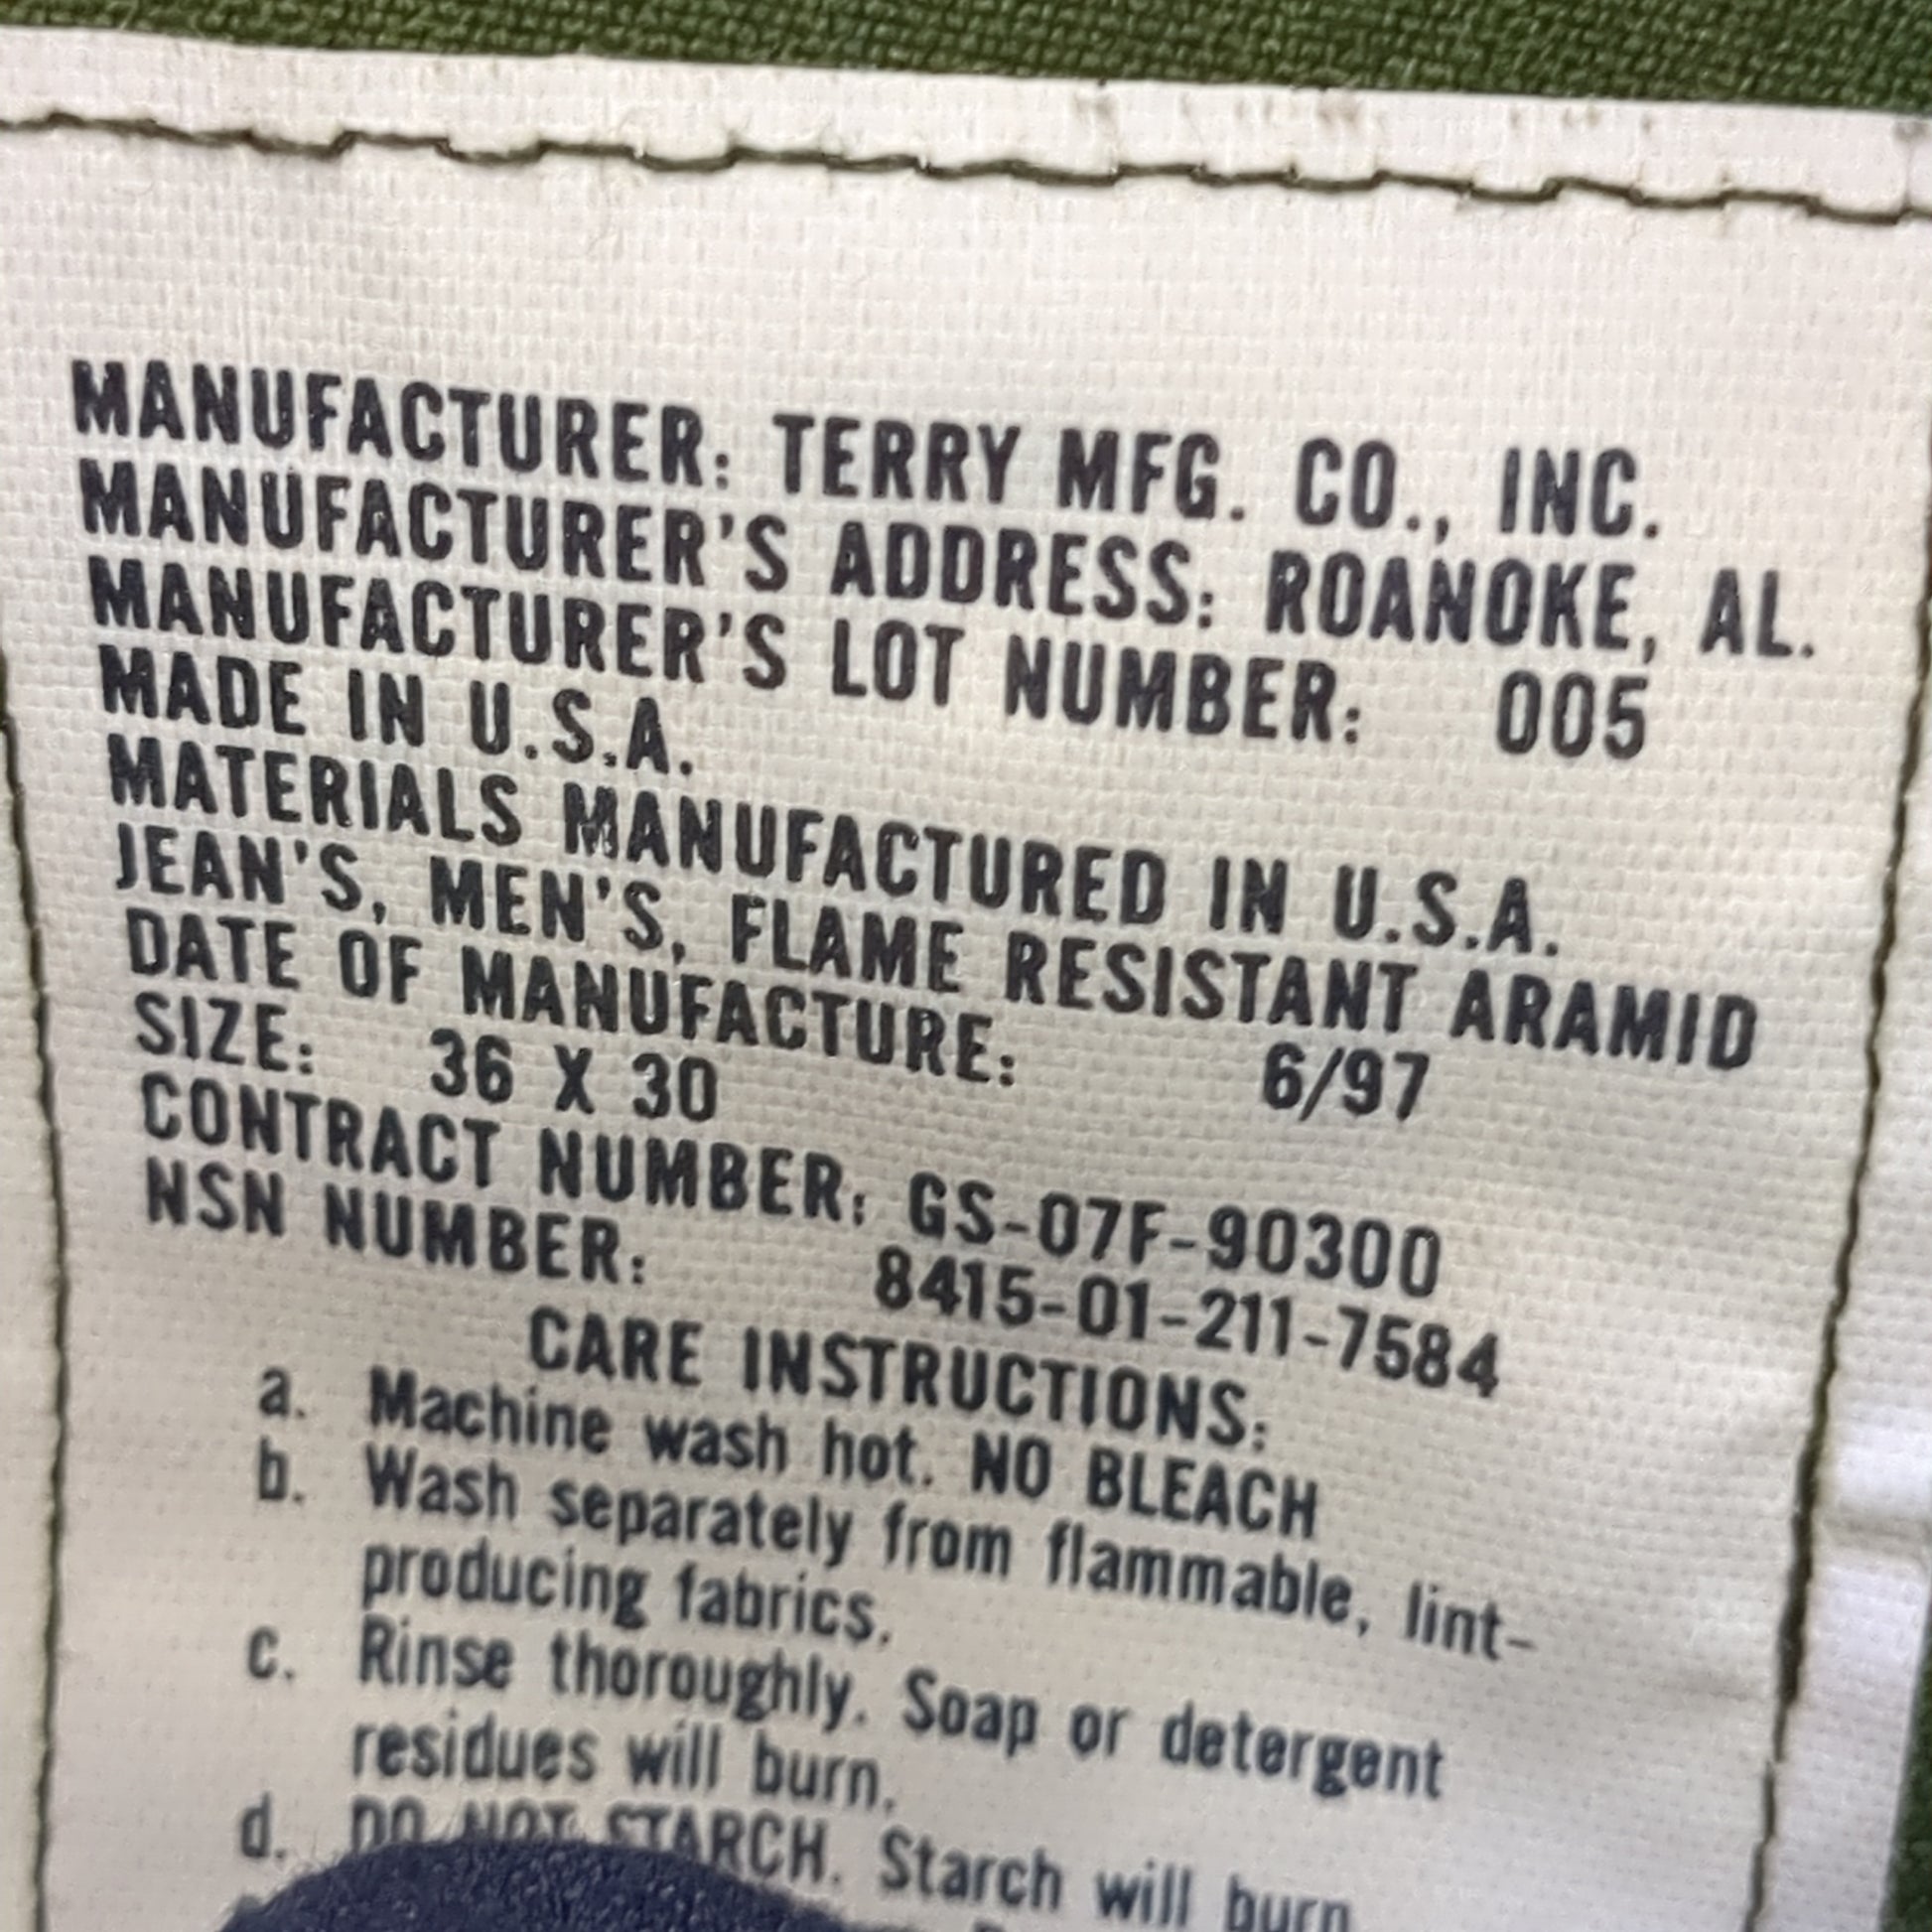 MANUFACTURER: TERRY MFG. CO., INC.
MANUFACTURER'S ADDRESS: ROANOKE, AL.
MANUFACTURER'S LOT NUMBER: 005
MADE IN U.S.A.
MATERIALS MANUFACTURED IN U.S.A.
JEAN'S, MEN'S, FLAME RESISTANT ARAMID
DATE OF MANUFACTURE: 6/97
SIZE: 36 X 30
CONTRACT NUMBER: GS-07F-90300
NSN NUMBER: 8415-01-211-7584
CARE INSTRUCTIONS:
a. Machine wash hot. NO BLEACH
b. Wash separately from flammable, lint-
producing fabrics.
c. Rinse thoroughly. Soap or detergent
residues will burn.
d. DO NOT STARCH. Starch will burn